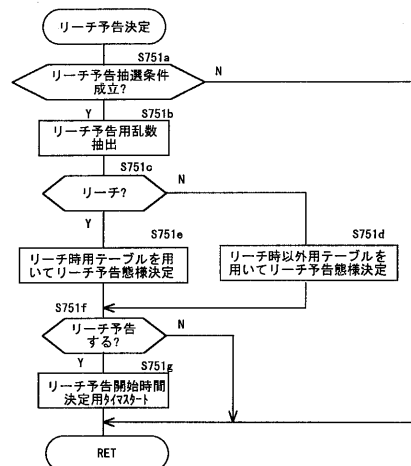 リーチ予告決定
S751a
リーチ予告抽選条件
成立?
N
Y
S751b
リーチ予告用乱数
抽出
S751c
リーチ?
N
Y
S751e
リーチ時用テーブルを用
いてリーチ予告態様決定
S751d
リーチ時以外用テーブルを
用いてリーチ予告態様決定
S751f
リーチ予告
する?
N
Y
S751g
リーチ予告開始時間
決定用ﾀｲﾏスタート
RET